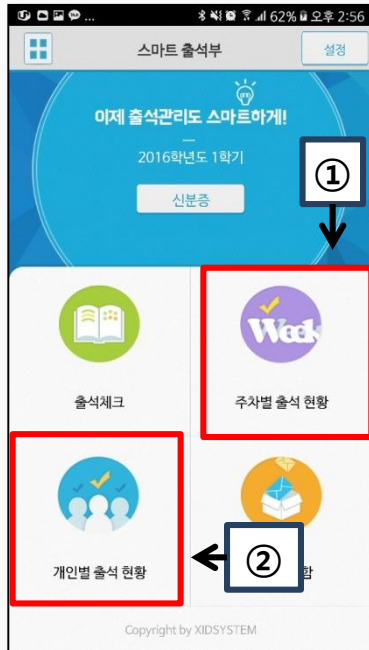 ... 62% 오후 2:56
스마트 출석부
설정
이제 출석관리도 스마트하게!
2016학년도 1학기
신분증
①
Week
출석체크
주차별 출석 현황
개인별 출석 현황
②
함
Copyright by XIDSYSTEM